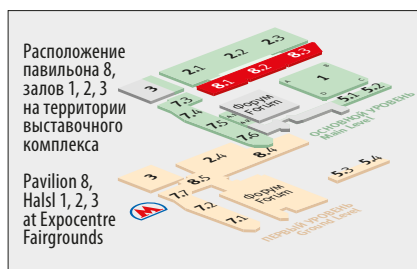 Расположение
павильона 8,
залов 1, 2, 3
на территории
выставочного
комплекса
Pavilion 8,
Halsl 1, 2, 3
at Expocentre
Fairgrounds
2.1 2.2 2.3
3 8.1 8.2 8.3
7.3
7.4
7.5
7.6
Форум
Forum
A
B
C
D
1
5.1 5.2
ОСНОВНОЙ УРОВЕНЬ
Main Level
3 2.4 8.4
8.5
7.7
7.2
7.1
Форум
Forum
5.3 5.4
ПЕРВЫЙ УРОВЕНЬ
Ground Level
М